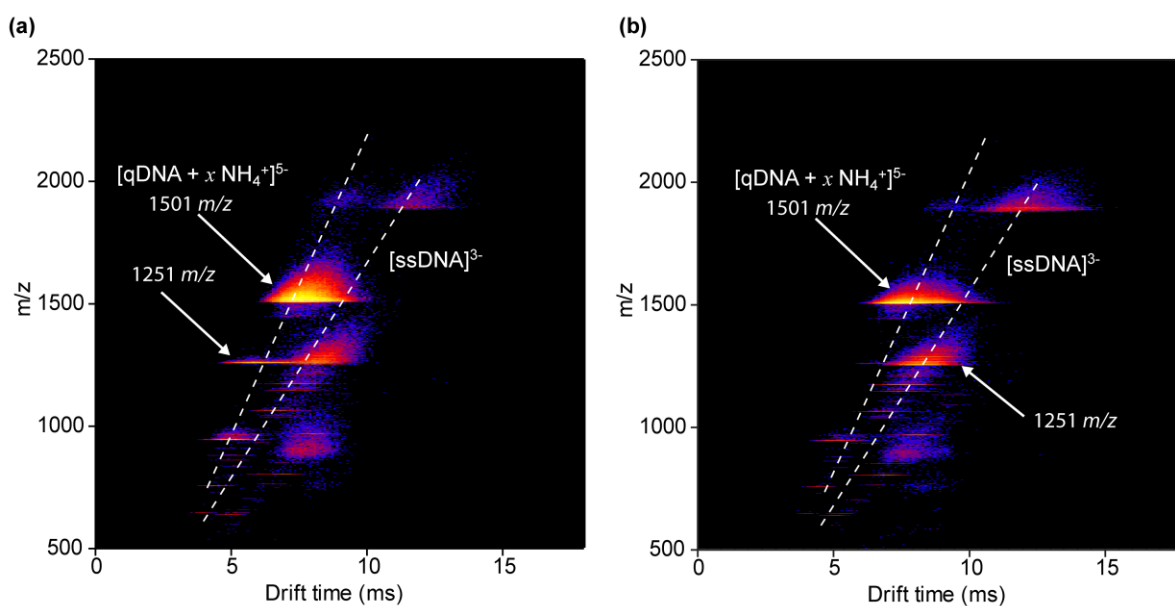 (a)
2500
2000
1500
1000
500
m/z
[qDNA + x NH₄⁺]⁵⁻
1501 m/z
1251 m/z
[ssDNA]³⁻
0
5
10
15
Drift time (ms)
(b)
2500
2000
1500
1000
500
m/z
[qDNA + x NH₄⁺]⁵⁻
1501 m/z
[ssDNA]³⁻
1251 m/z
0
5
10
15
Drift time (ms)